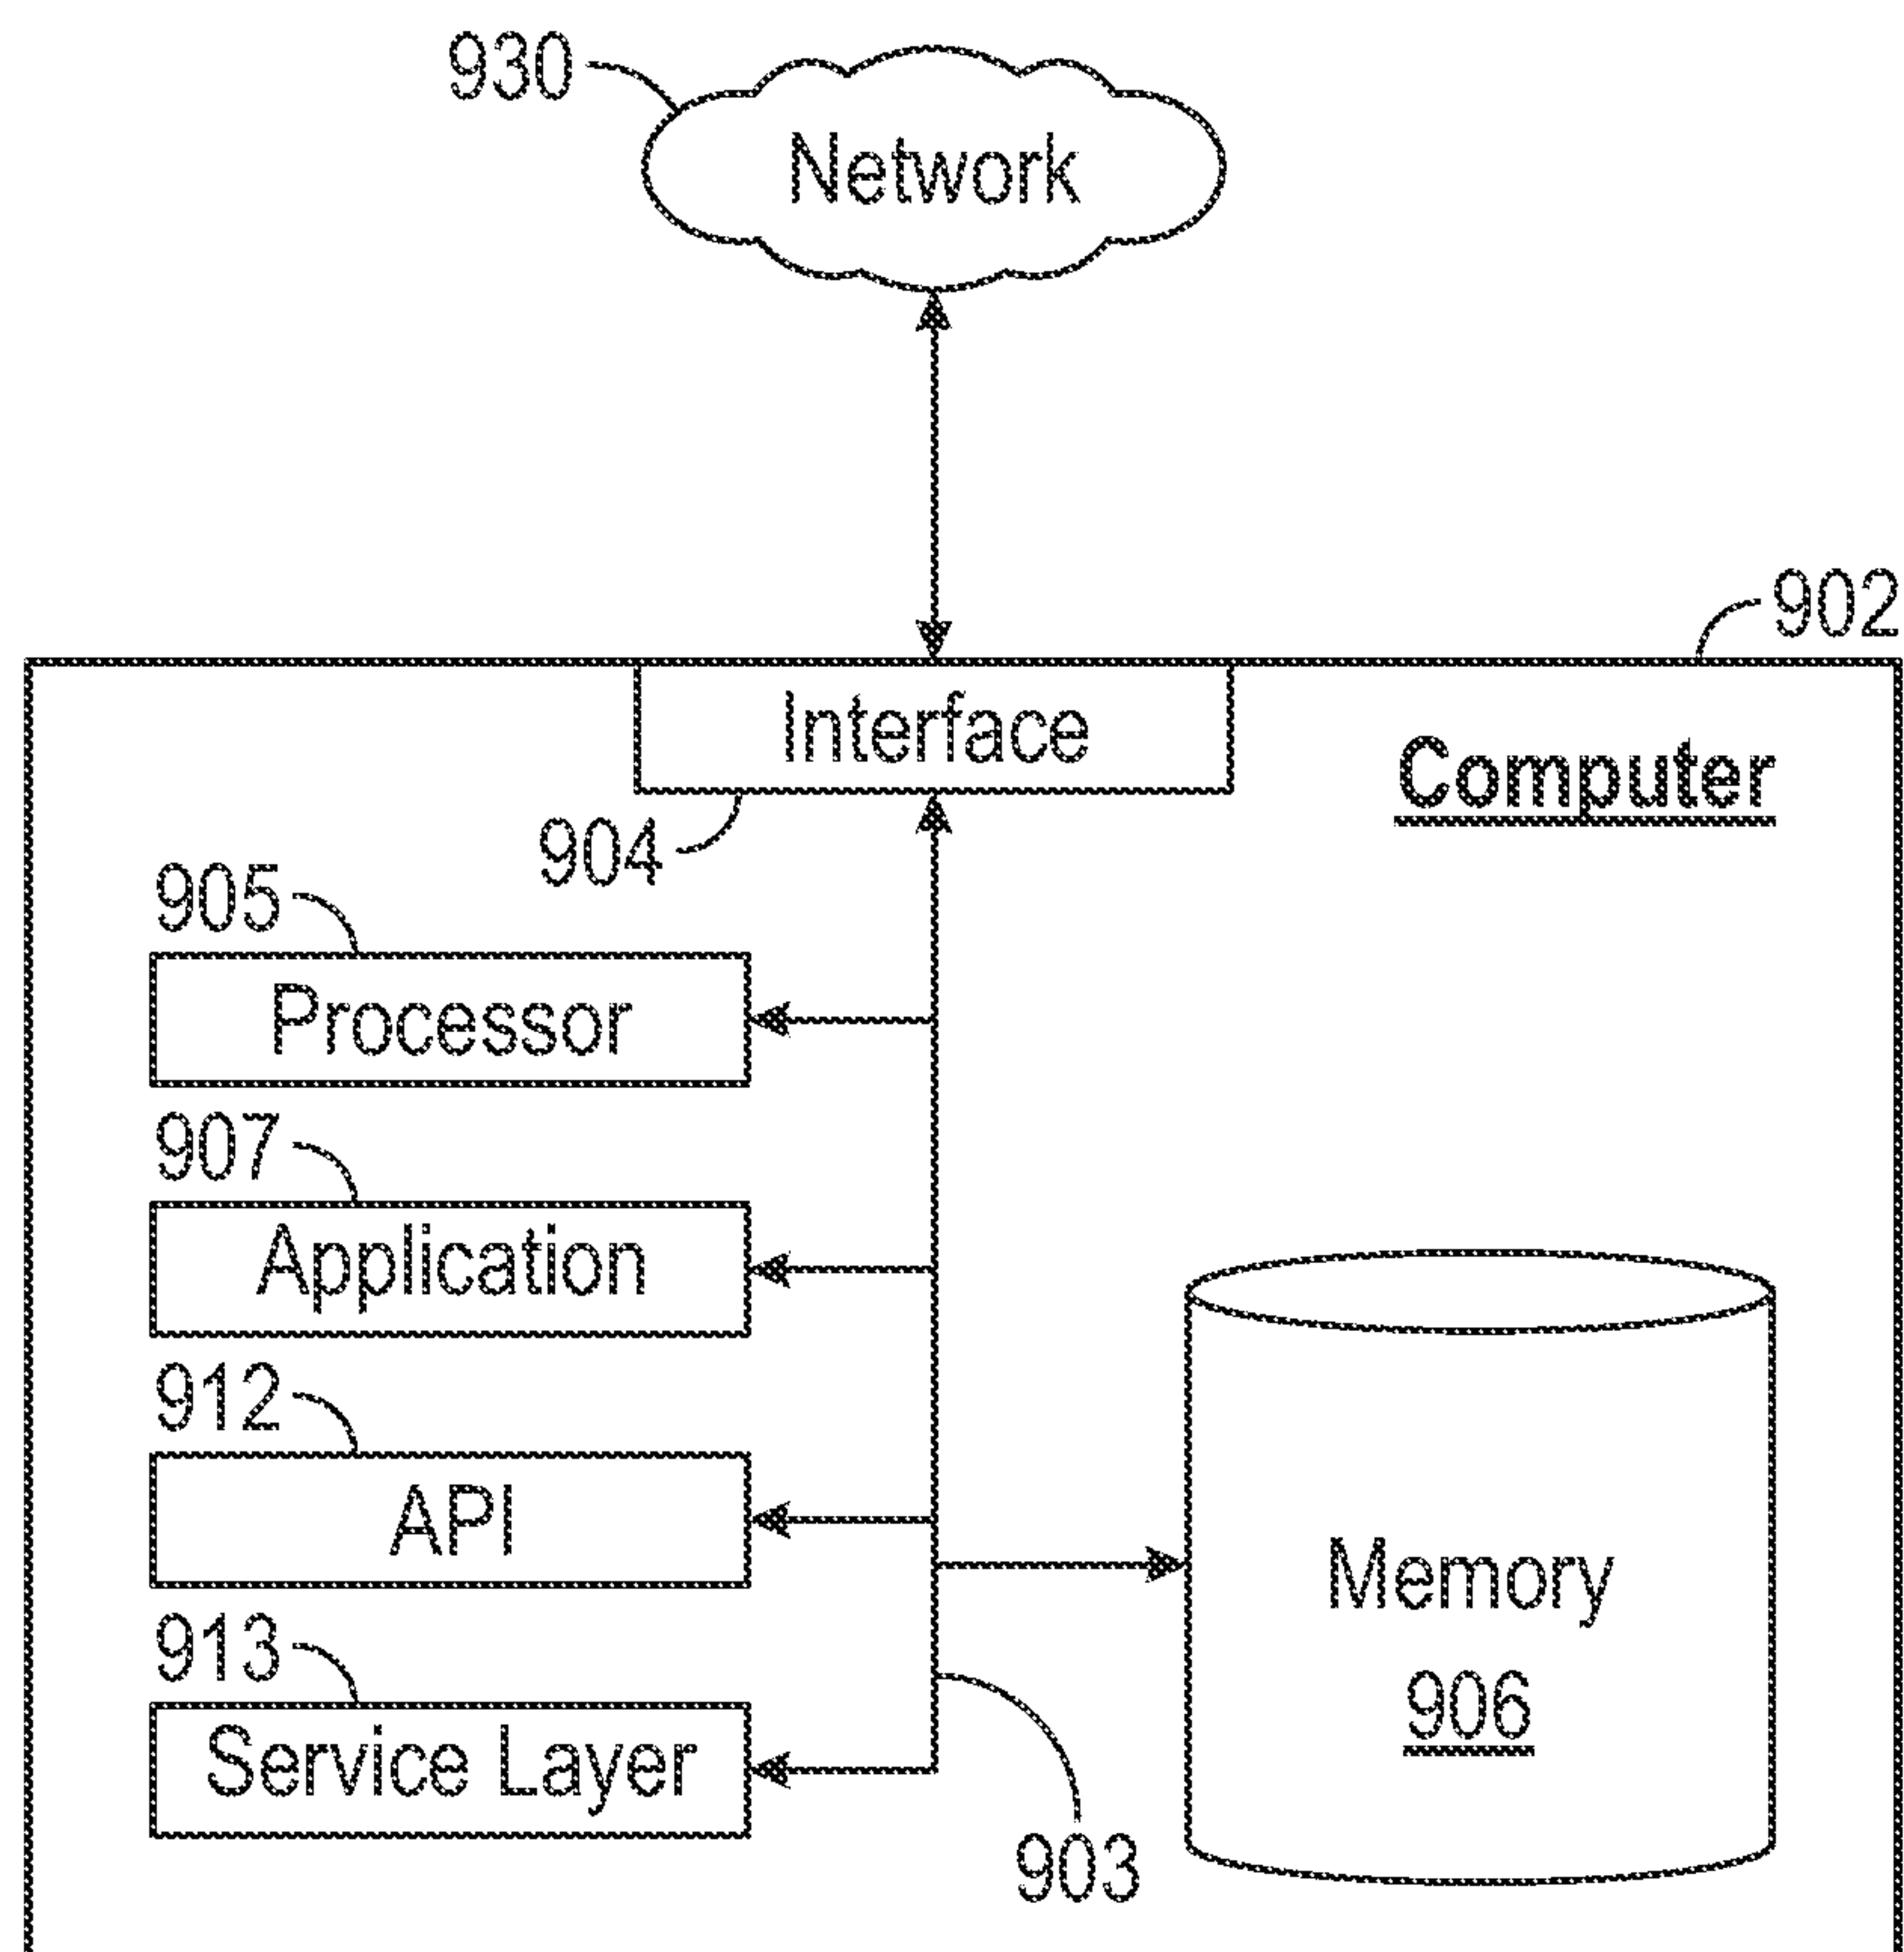 930
Network
902
Interface
Computer
904
905
Processor
907
Application
912
API
Memory
906
913
Service Layer
903